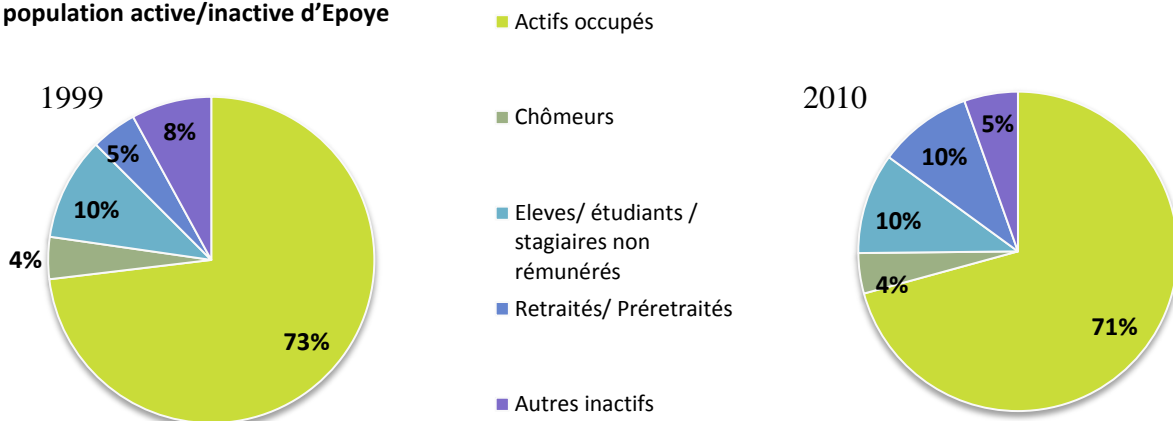 population active/inactive d’Epoye
1999
8%
5%
10%
4%
73%
Actifs occupés
Chômeurs
Eleves/ étudiants /
stagiaires non
rémunérés
Retraités/ Préretraités
Autres inactifs
2010
5%
10%
10%
4%
71%